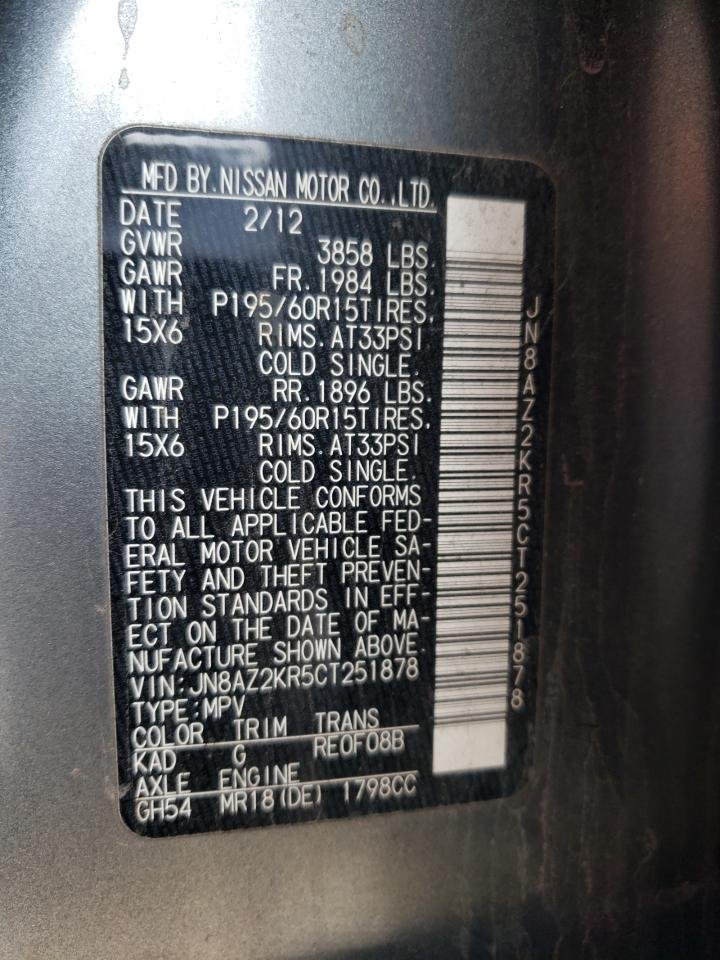 MFD BY.NISSAN MOTOR CO.,LTD.
DATE 2/12
GVWR 3858 LBS.
GAWR FR.1984 LBS.
WITH P195/60R15TIRES,
15X6 RIMS.AT33PSI
COLD SINGLE.
GAWR RR.1896 LBS.
WITH P195/60R15TIRES,
15X6 RIMS.AT33PSI
COLD SINGLE.
THIS VEHICLE CONFORMS
TO ALL APPLICABLE FED-
ERAL MOTOR VEHICLE SA-
FETY AND THEFT PREVEN-
TION STANDARDS IN EFF-
ECT ON THE DATE OF MA-
NUFACTURE SHOWN ABOVE.
VIN:JN8AZ2KR5CT251878
TYPE:MPV
COLOR TRIM TRANS
KAD G RE0F08B
AXLE ENGINE
GH54 MR18(DE) 1798CC
JN8AZ2KR5CT251878